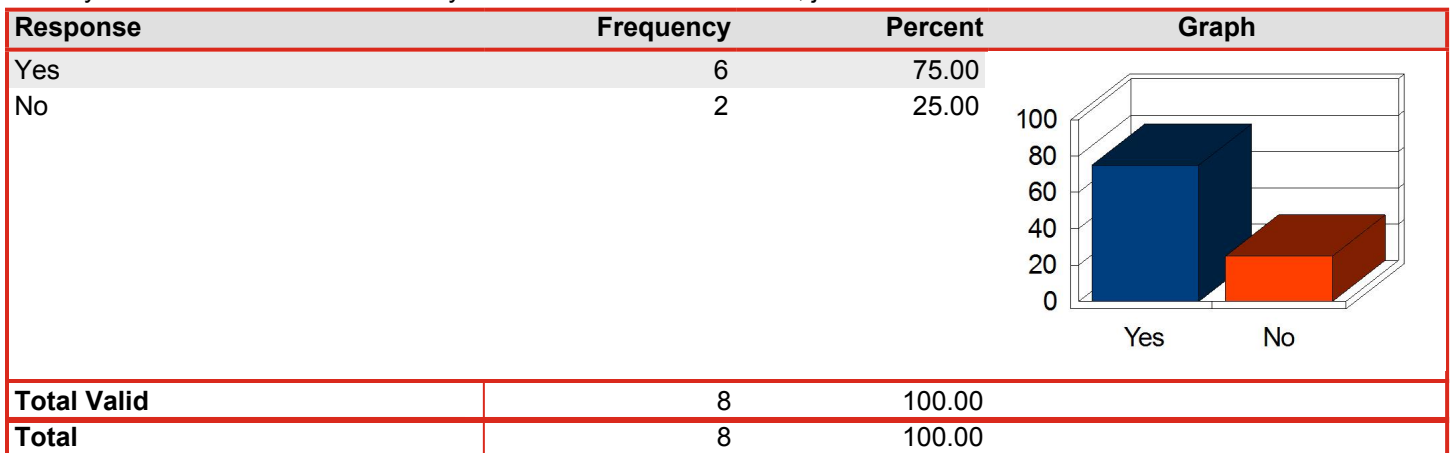 Response Frequency Percent Graph
Yes 6 75.00
No 2 25.00
100
80
60
40
20
0
Yes No
Total Valid 8 100.00
Total 8 100.00